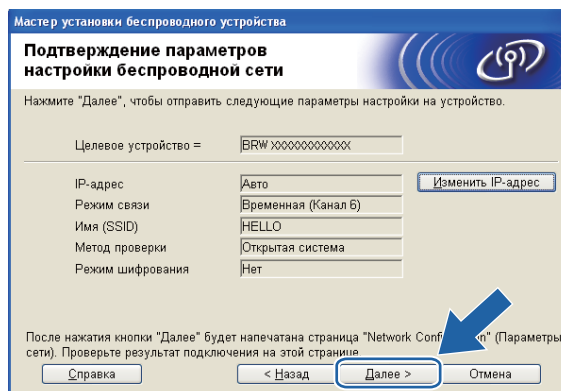 Мастер установки беспроводного устройства
Подтверждение параметров
настройки беспроводной сети
Нажмите "Далее", чтобы отправить следующие параметры настройки на устройство.
Целевое устройство = BRW XXXXXXXXXXXX
IP-адрес Авто Изменить IP-адрес
Режим связи Временная (Канал 6)
Имя (SSID) HELLO
Метод проверки Открытая система
Режим шифрования Нет
После нажатия кнопки "Далее" будет напечатана страница "Network (Параметры
сети). Проверьте результат подключения на этой странице
Справка < Назад Далее > Отмена